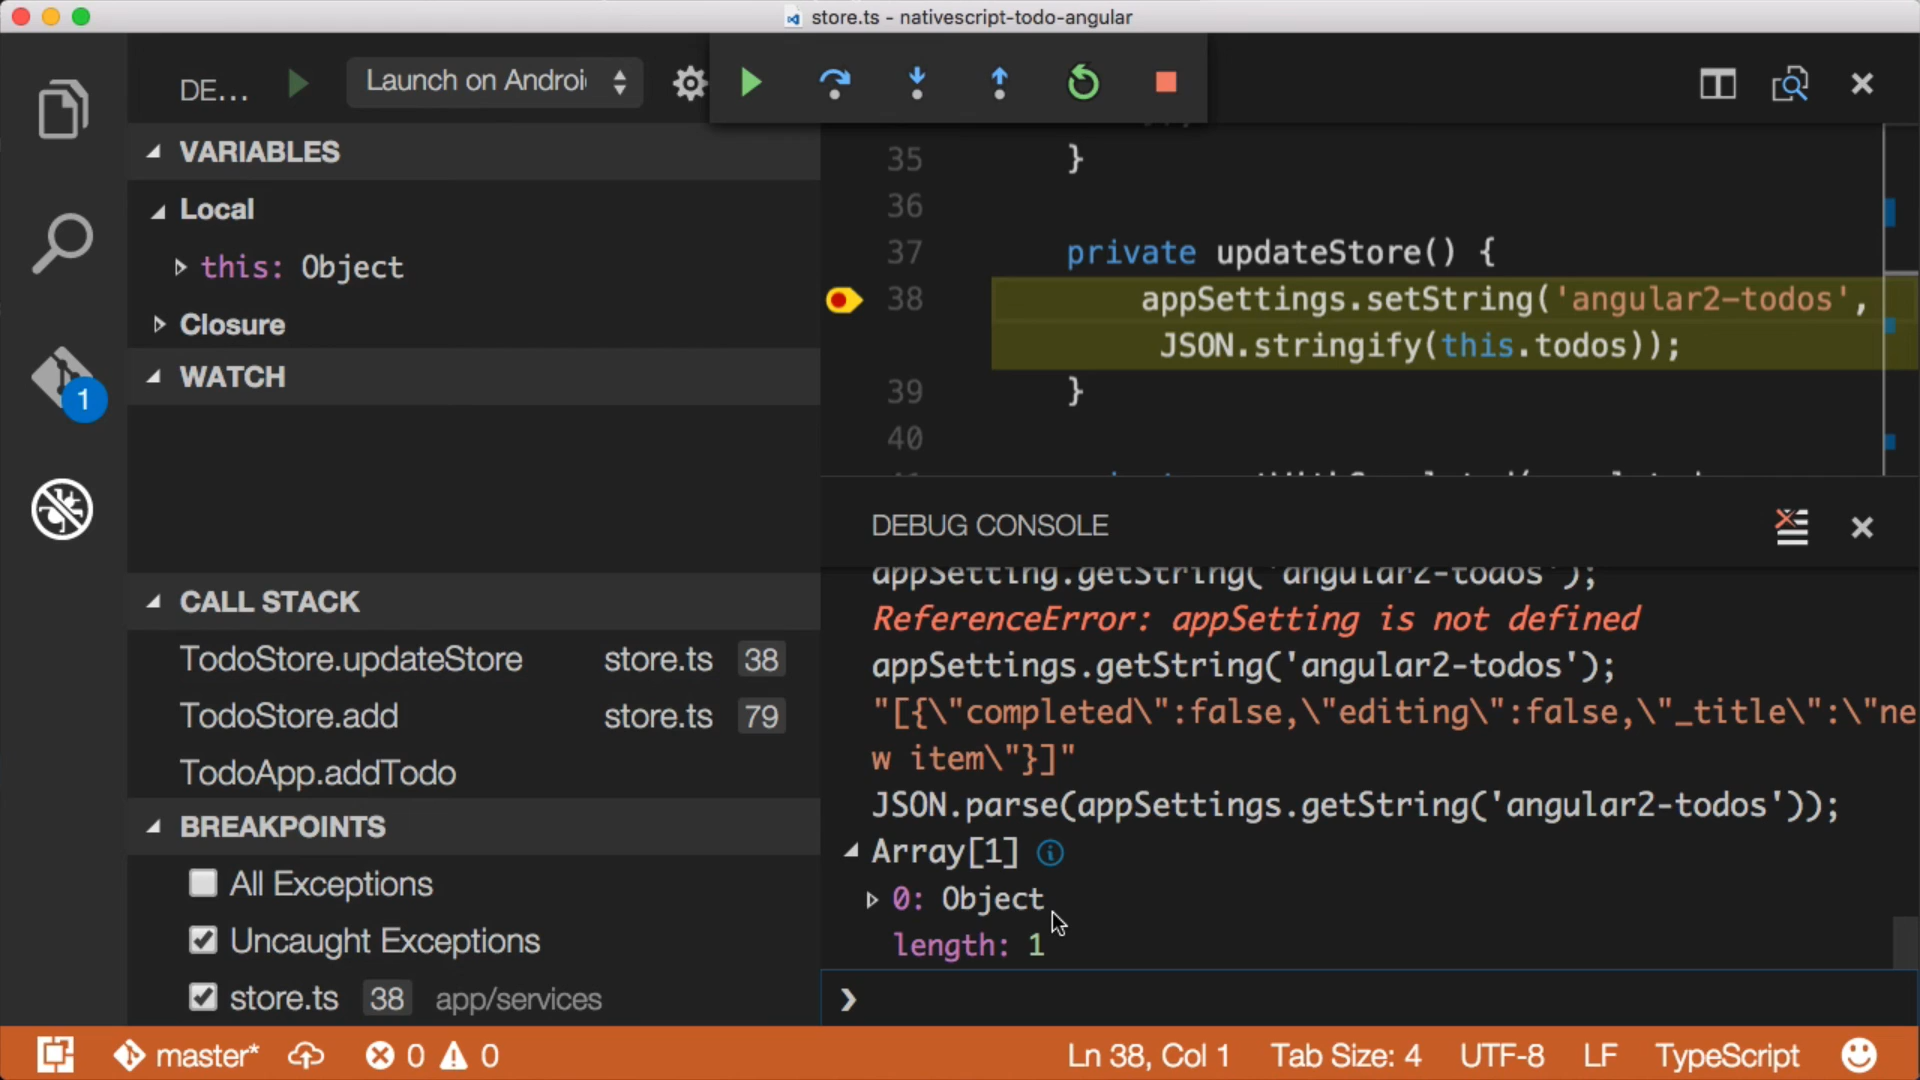 store.ts - nativescript-todo-angular
DE...
Launch on Androi
VARIABLES
Local
this: Object
Closure
WATCH
1
CALL STACK
TodoStore.updateStore store.ts 38
TodoStore.add store.ts 79
TodoApp.addTodo
BREAKPOINTS
All Exceptions
Uncaught Exceptions
store.ts 38 app/services
35 }
36
37 private updateStore() {
38 appSettings.setString('angular2-todos',
JSON.stringify(this.todos));
39 }
40
DEBUG CONSOLE
appSetting.getString('angular2-todos');
ReferenceError: appSetting is not defined
appSettings.getString('angular2-todos');
"[{\"completed\":false,\"editing\":false,\"_title\":\"ne
w item\"}]"
JSON.parse(appSettings.getString('angular2-todos'));
Array[1]
0: Object
length: 1
master* 0 0 Ln 38, Col 1 Tab Size: 4 UTF-8 LF TypeScript